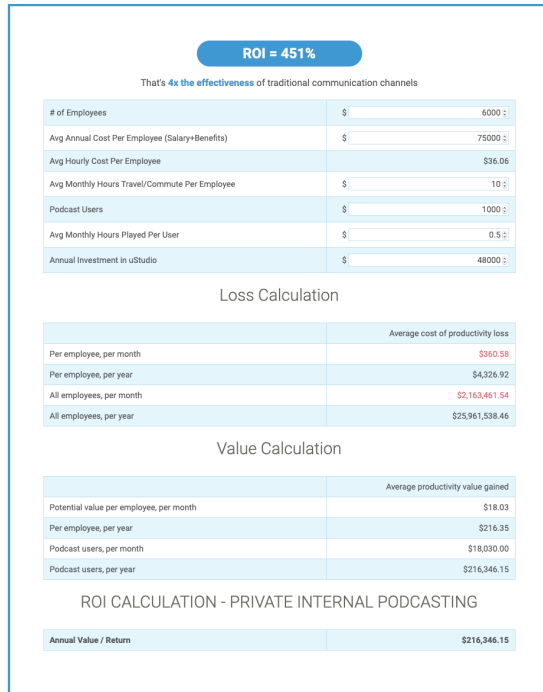 ROI = 451%
That's 4x the effectiveness of traditional communication channels
# of Employees $ 6000
Avg Annual Cost Per Employee (Salary+Benefits) $ 75000
Avg Hourly Cost Per Employee $36.06
Avg Monthly Hours Travel/Commute Per Employee $ 10
Podcast Users $ 1000
Avg Monthly Hours Played Per User $ 0.5
Annual Investment in uStudio $ 48000
Loss Calculation
Average cost of productivity loss
Per employee, per month $360.58
Per employee, per year $4,326.92
All employees, per month $2,163,461.54
All employees, per year $25,961,538.46
Value Calculation
Average productivity value gained
Potential value per employee, per month $18.03
Per employee, per year $216.35
Podcast users, per month $18,030.00
Podcast users, per year $216,346.15
ROI CALCULATION - PRIVATE INTERNAL PODCASTING
Annual Value / Return $216,346.15